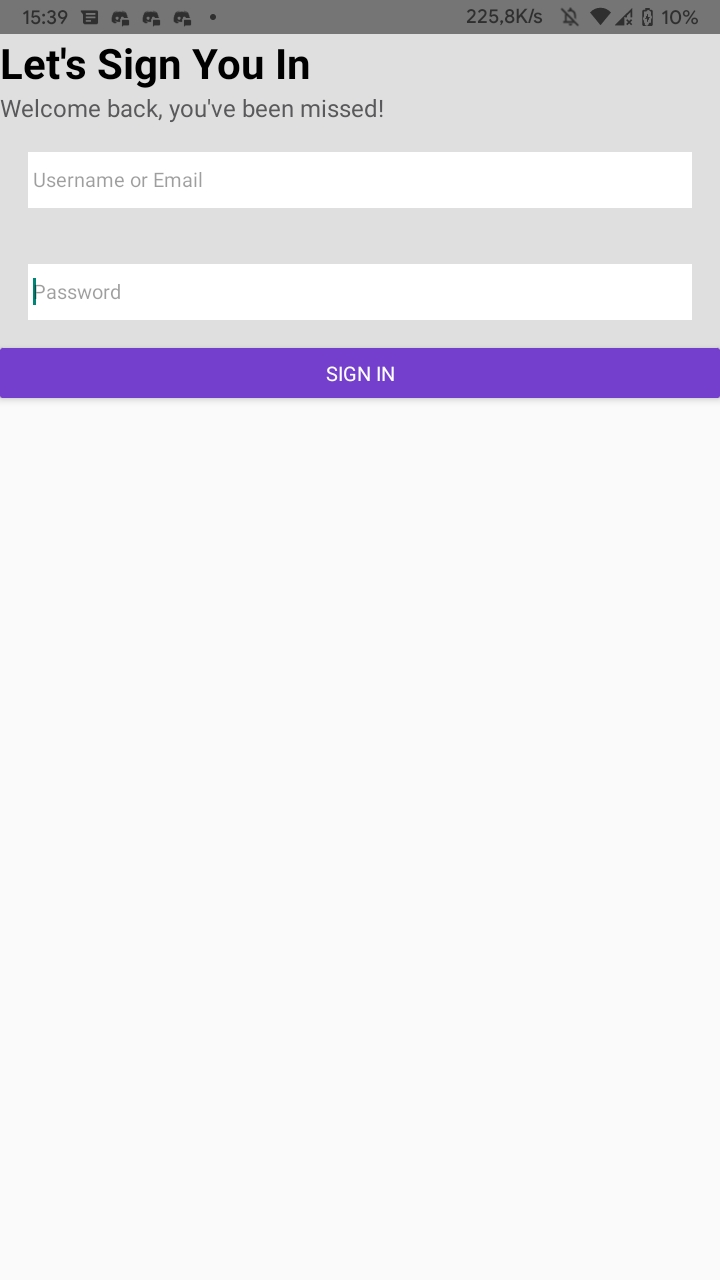 15:39 225,8K/s 10%
Let's Sign You In
Welcome back, you've been missed!
Username or Email
Password
SIGN IN